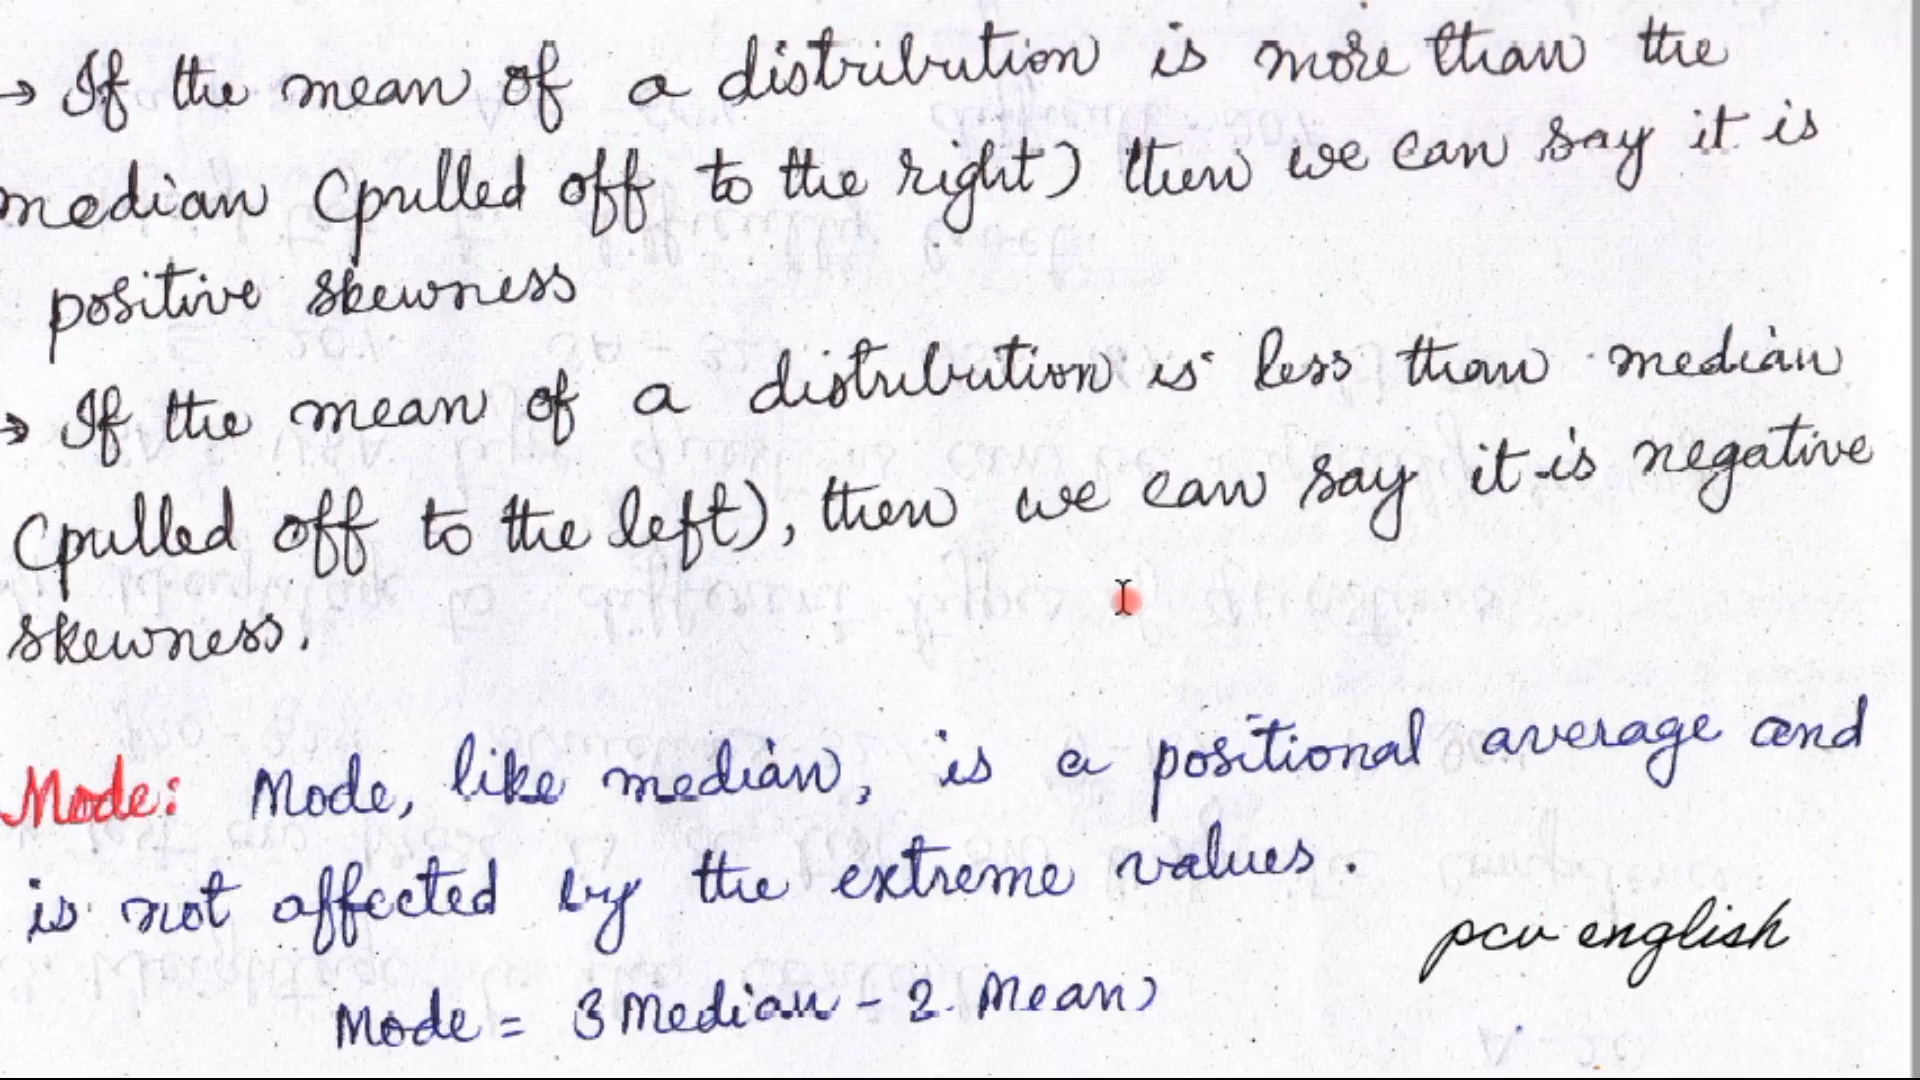 → If the mean of a distribution is more than the
median (pulled off to the right) then we can say it is
positive skewness
→ If the mean of a distribution is less than median
(pulled off to the left), then we can say it is negative
skewness.
Mode: Mode, like median, is a positional average and
is not affected by the extreme values.
pcv english
Mode = 3 Median - 2 Mean